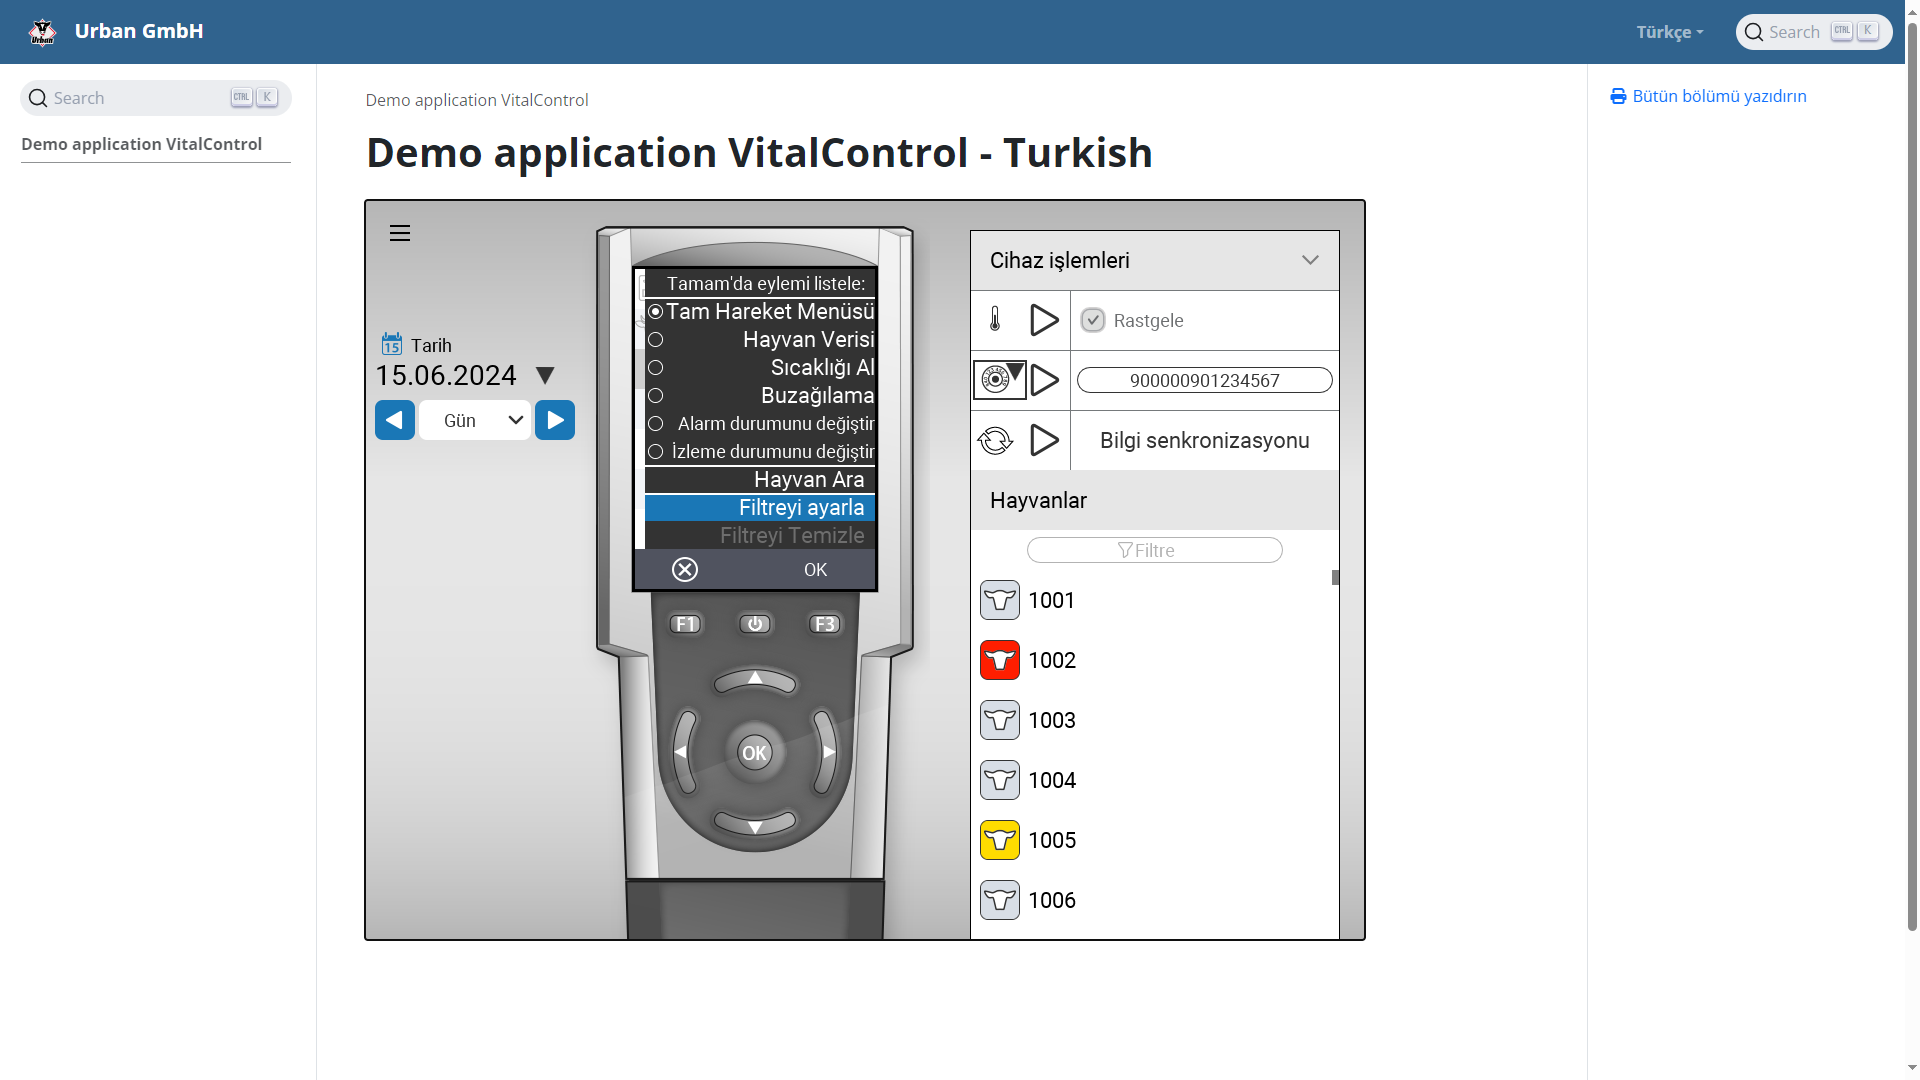 Urban GmbH
Türkçe
Search CTRL K
Search CTRL K
Demo application VitalControl
Demo application VitalControl
Demo application VitalControl - Turkish
Bütün bölümü yazıdırın
15
Tarih
15.06.2024
Gün
Tamam'da eylemi listele:
Tam Hareket Menüsü
Hayvan Verisi
Sıcaklığı Al
Buzağılama
Alarm durumunu değiştir
İzleme durumunu değiştir
Hayvan Ara
Filtreyi ayarla
Filtreyi Temizle
OK
F1
F3
OK
Cihaz işlemleri
Rastgele
900000901234567
Bilgi senkronizasyonu
Hayvanlar
Filtre
1001
1002
1003
1004
1005
1006